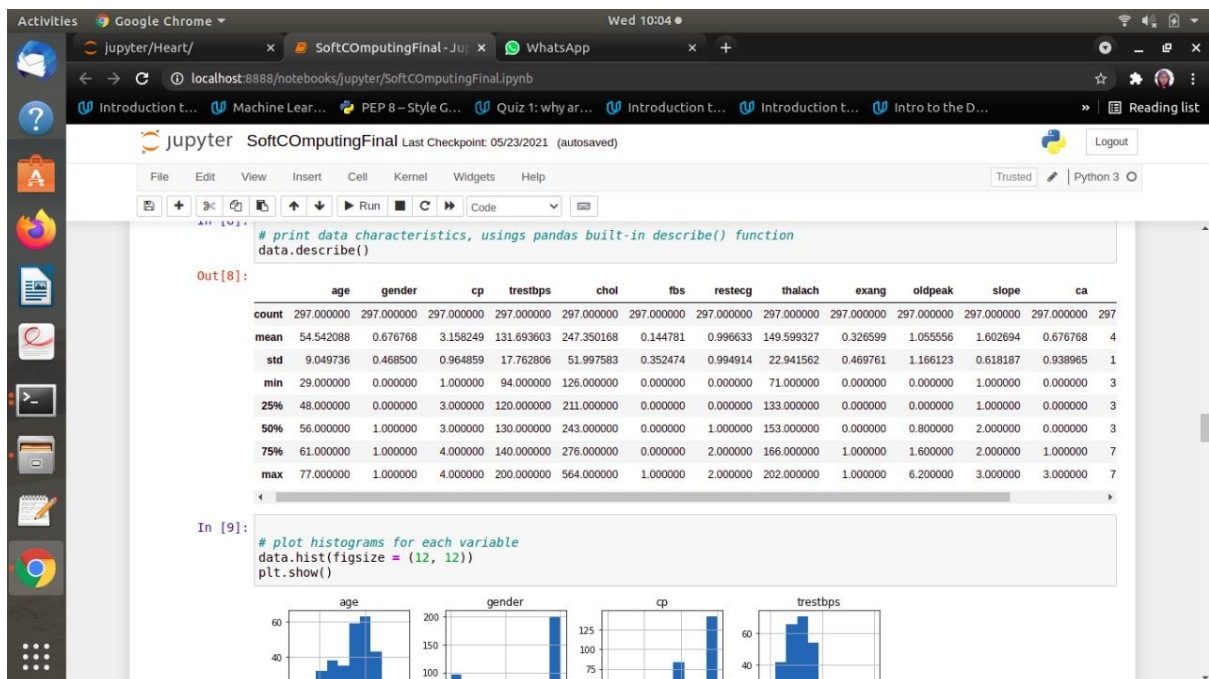 Activities Google Chrome Wed 10:04
jupyter/Heart/ SoftCOmputingFinal - Ju WhatsApp
localhost:8888/notebooks/jupyter/SoftCOmputingFinal.ipynb
Introduction t... Machine Lear... PEP 8 – Style G... Quiz 1: why ar... Introduction t... Introduction t... Intro to the D... » Reading list
jupyter SoftCOmputingFinal Last Checkpoint: 05/23/2021 (autosaved) Logout
File Edit View Insert Cell Kernel Widgets Help Trusted Python 3
Run Code
# print data characteristics, usings pandas built-in describe() function
data.describe()
Out[8]:
age gender cp trestbps chol fbs restecg thalach exang oldpeak slope ca
count 297.000000 297.000000 297.000000 297.000000 297.000000 297.000000 297.000000 297.000000 297.000000 297.000000 297.000000 297.000000 297
mean 54.542088 0.676768 3.158249 131.693603 247.350168 0.144781 0.996633 149.599327 0.326599 1.055556 1.602694 0.676768 4
std 9.049736 0.468500 0.964859 17.762806 51.997583 0.352474 0.994914 22.941562 0.469761 1.166123 0.618187 0.938965 1
min 29.000000 0.000000 1.000000 94.000000 126.000000 0.000000 0.000000 71.000000 0.000000 0.000000 1.000000 0.000000 3
25% 48.000000 0.000000 3.000000 120.000000 211.000000 0.000000 0.000000 133.000000 0.000000 0.000000 1.000000 0.000000 3
50% 56.000000 1.000000 3.000000 130.000000 243.000000 0.000000 1.000000 153.000000 0.000000 0.800000 2.000000 0.000000 3
75% 61.000000 1.000000 4.000000 140.000000 276.000000 0.000000 2.000000 166.000000 1.000000 1.600000 2.000000 1.000000 7
max 77.000000 1.000000 4.000000 200.000000 564.000000 1.000000 2.000000 202.000000 1.000000 6.200000 3.000000 3.000000 7
In [9]:
# plot histograms for each variable
data.hist(figsize = (12, 12))
plt.show()
age gender cp trestbps
60 200 125 60
40 150 100 40
100 75